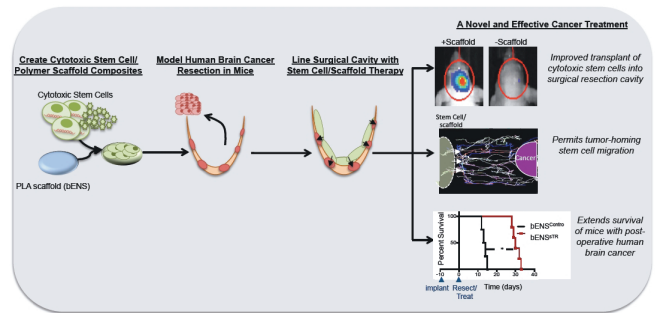 A Novel and Effective Cancer Treatment
Create Cytotoxic Stem Cell/
Polymer Scaffold Composites
Model Human Brain Cancer
Resection in Mice
Line Surgical Cavity with
Stem Cell/Scaffold Therapy
+Scaffold
-Scaffold
Improved transplant of
cytotoxic stem cells into
surgical resection cavity
Cytotoxic Stem Cells
PLA scaffold (bENS)
Stem Cell/
scaffold
Cancer
Permits tumor-homing
stem cell migration
Percent Survival
100
50
bENSContro
bENSsTR
*
-10
0
10
20
30
40
Time (days)
implant
Resect/
Treat
Extends survival
of mice with post-
operative human
brain cancer